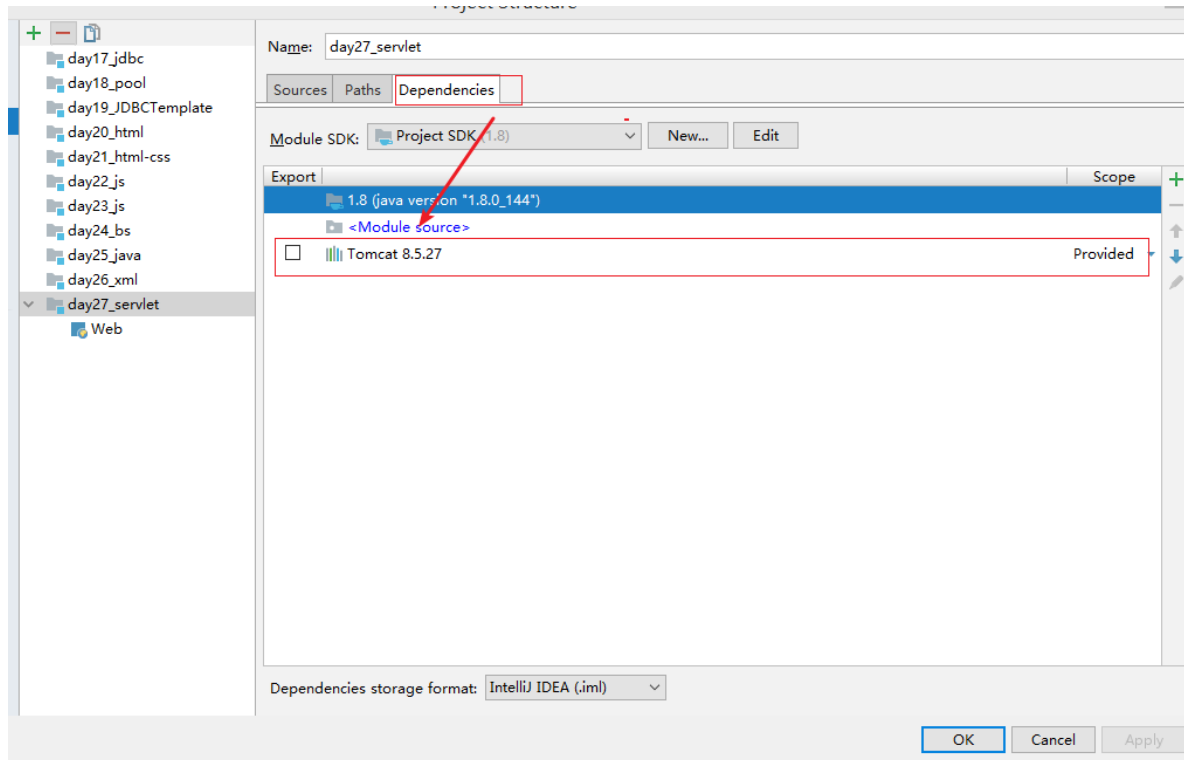 Project Structure
day17_jdbc
day18_pool
day19_JDBCTemplate
day20_html
day21_html-css
day22_js
day23_js
day24_bs
day25_java
day26_xml
day27_servlet
Web
Name: day27_servlet
Sources Paths Dependencies
Module SDK: Project SDK (1.8) New... Edit
Export Scope
1.8 (java version "1.8.0_144")
<Module source>
Tomcat 8.5.27 Provided
Dependencies storage format: IntelliJ IDEA (.iml)
OK Cancel Apply